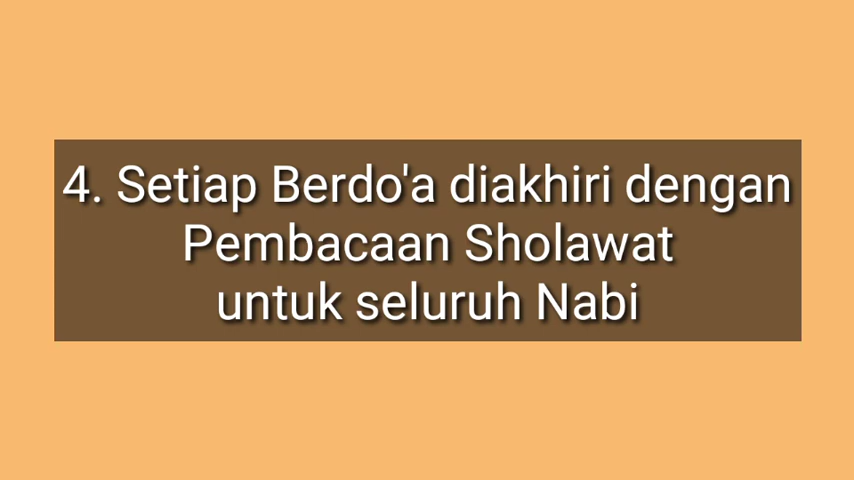 4. Setiap Berdo'a diakhiri dengan
Pembacaan Sholawat
untuk seluruh Nabi